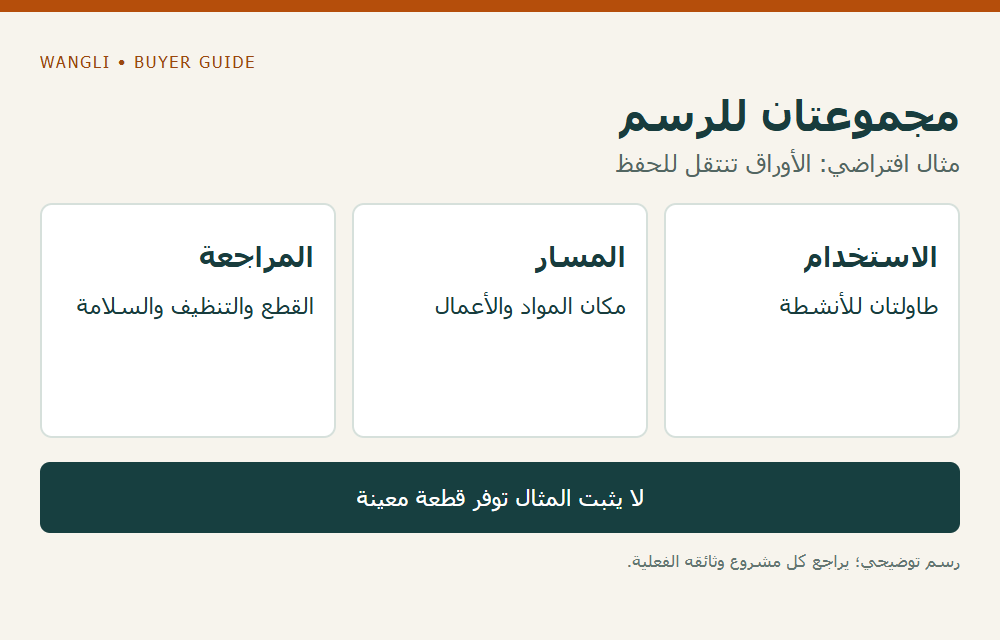 WANGLI • BUYER GUIDE
مجموعتان للرسم
مثال افتراضي: الأوراق تنتقل للحفظ
الاستخدام
طاولتان للأنشطة
المسار
مكان المواد والأعمال
المراجعة
القطع والتنظيف والسلامة
لا يثبت المثال توفر قطعة معينة
رسم توضيحي؛ يراجع كل مشروع وثائقه الفعلية.